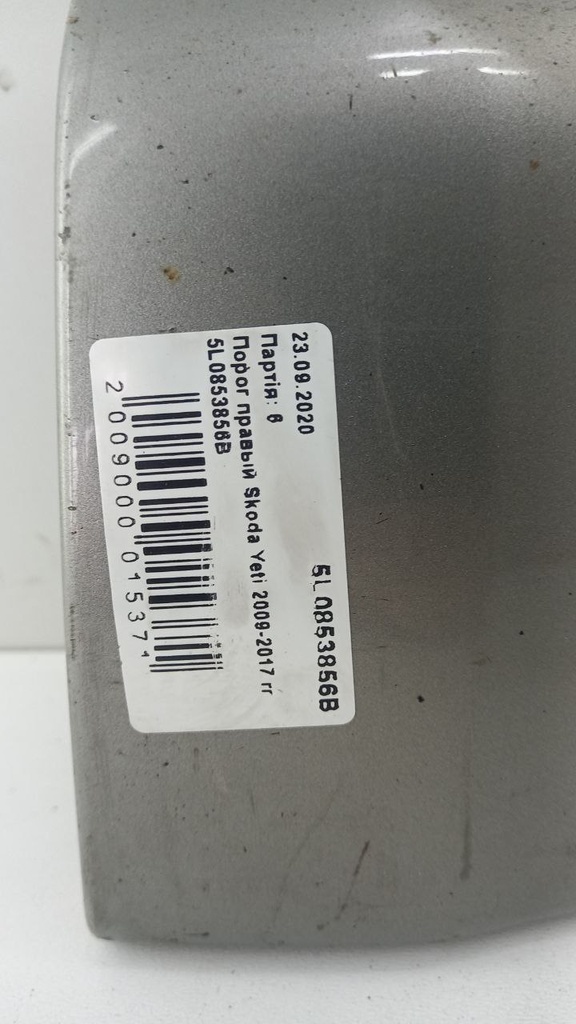 5L0853856B
23.09.2020
Партія: 6
Порог правый Skoda Yeti 2009-2017 гг
5L0853856B
2 009000 015371